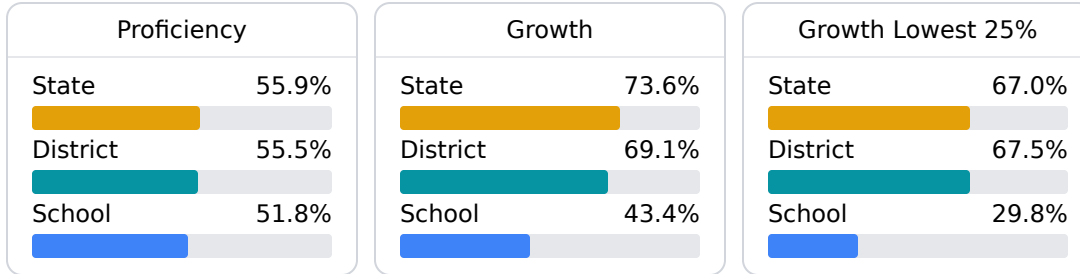 Proficiency
State 55.9%
District 55.5%
School 51.8%
Growth
State 73.6%
District 69.1%
School 43.4%
Growth Lowest 25%
State 67.0%
District 67.5%
School 29.8%